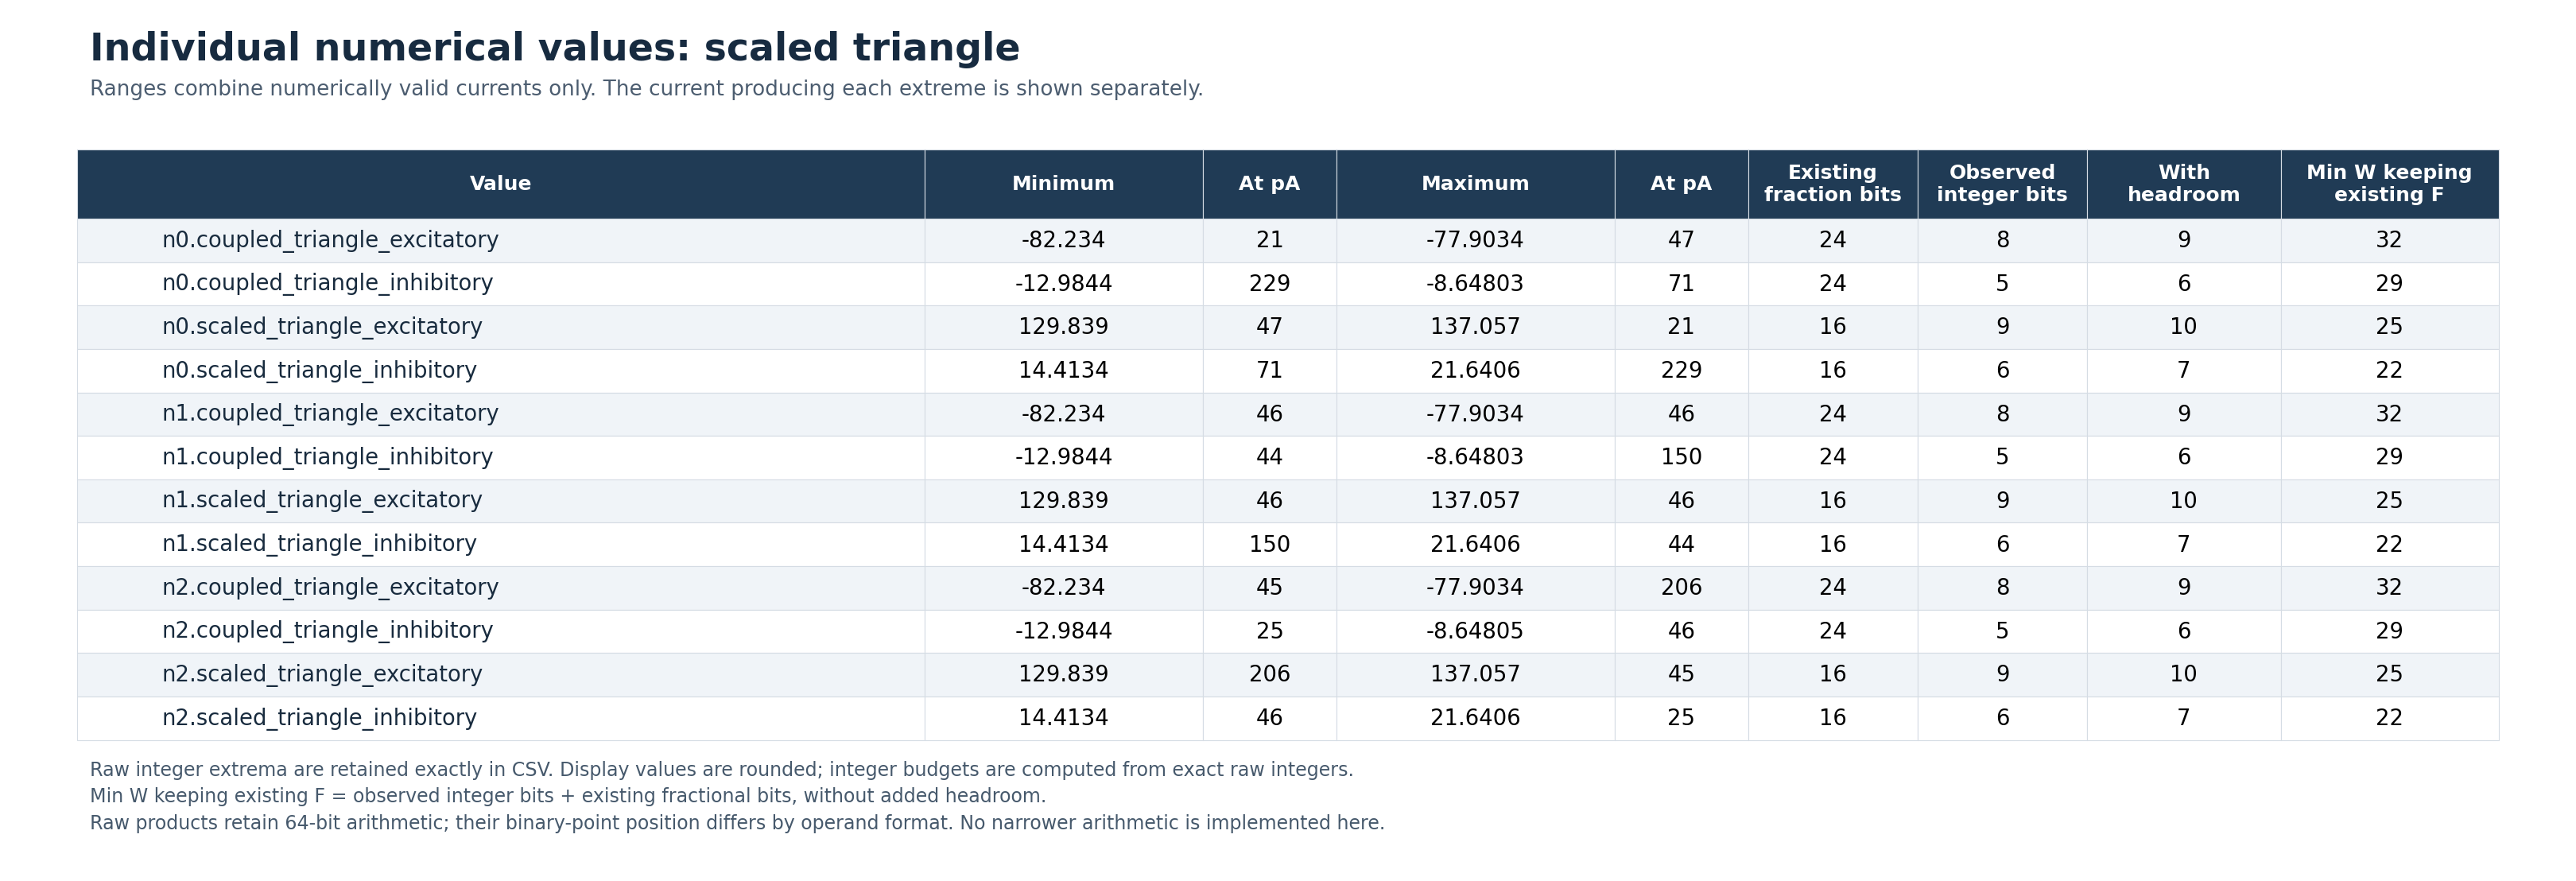 Individual numerical values: scaled triangle
Ranges combine numerically valid currents only. The current producing each extreme is shown separately.
Value Minimum At pA Maximum At pA Existing fraction bits Observed integer bits With headroom Min W keeping existing F
n0.coupled_triangle_excitatory -82.234 21 -77.9034 47 24 8 9 32
n0.coupled_triangle_inhibitory -12.9844 229 -8.64803 71 24 5 6 29
n0.scaled_triangle_excitatory 129.839 47 137.057 21 16 9 10 25
n0.scaled_triangle_inhibitory 14.4134 71 21.6406 229 16 6 7 22
n1.coupled_triangle_excitatory -82.234 46 -77.9034 46 24 8 9 32
n1.coupled_triangle_inhibitory -12.9844 44 -8.64803 150 24 5 6 29
n1.scaled_triangle_excitatory 129.839 46 137.057 46 16 9 10 25
n1.scaled_triangle_inhibitory 14.4134 150 21.6406 44 16 6 7 22
n2.coupled_triangle_excitatory -82.234 45 -77.9034 206 24 8 9 32
n2.coupled_triangle_inhibitory -12.9844 25 -8.64805 46 24 5 6 29
n2.scaled_triangle_excitatory 129.839 206 137.057 45 16 9 10 25
n2.scaled_triangle_inhibitory 14.4134 46 21.6406 25 16 6 7 22
Raw integer extrema are retained exactly in CSV. Display values are rounded; integer budgets are computed from exact raw integers.
Min W keeping existing F = observed integer bits + existing fractional bits, without added headroom.
Raw products retain 64-bit arithmetic; their binary-point position differs by operand format. No narrower arithmetic is implemented here.